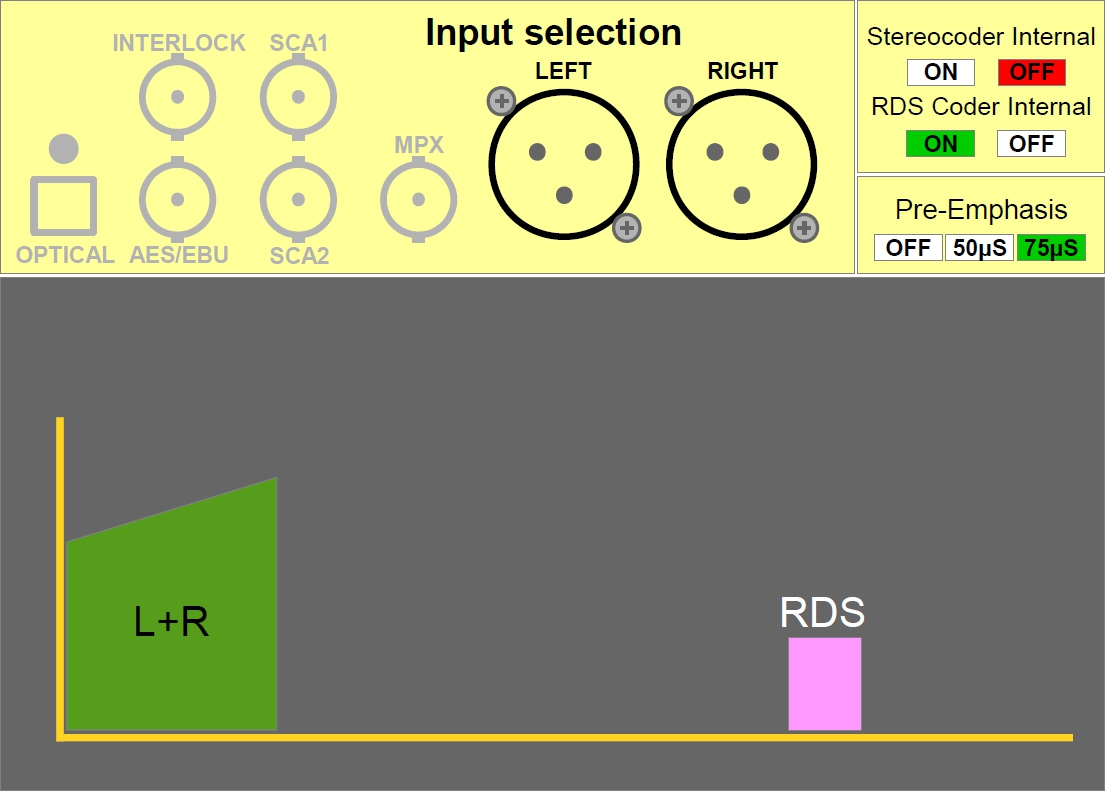 Input selection
INTERLOCK SCA1
LEFT RIGHT
MPX
OPTICAL AES/EBU SCA2
Stereocoder Internal
ON OFF
RDS Coder Internal
ON OFF
Pre-Emphasis
OFF 50µS 75µS
L+R
RDS